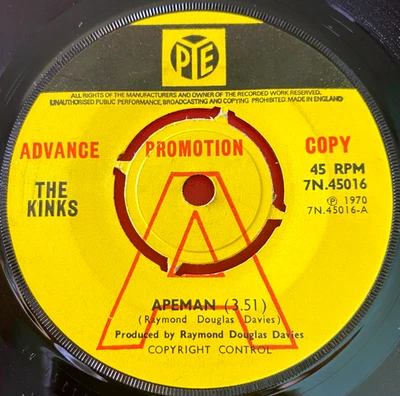 PYE
ALL RIGHTS OF THE MANUFACTURERS AND OWNER OF THE RECORDED WORK RESERVED.
UNAUTHORISED PUBLIC PERFORMANCE, BROADCASTING AND COPYING PROHIBITED. MADE IN ENGLAND
ADVANCE PROMOTION COPY
THE
KINKS
45 RPM
7N.45016
Ⓟ 1970
7N.45016-A
A
APEMAN (3.51)
(Raymond Douglas Davies)
Produced by Raymond Douglas Davies
COPYRIGHT CONTROL